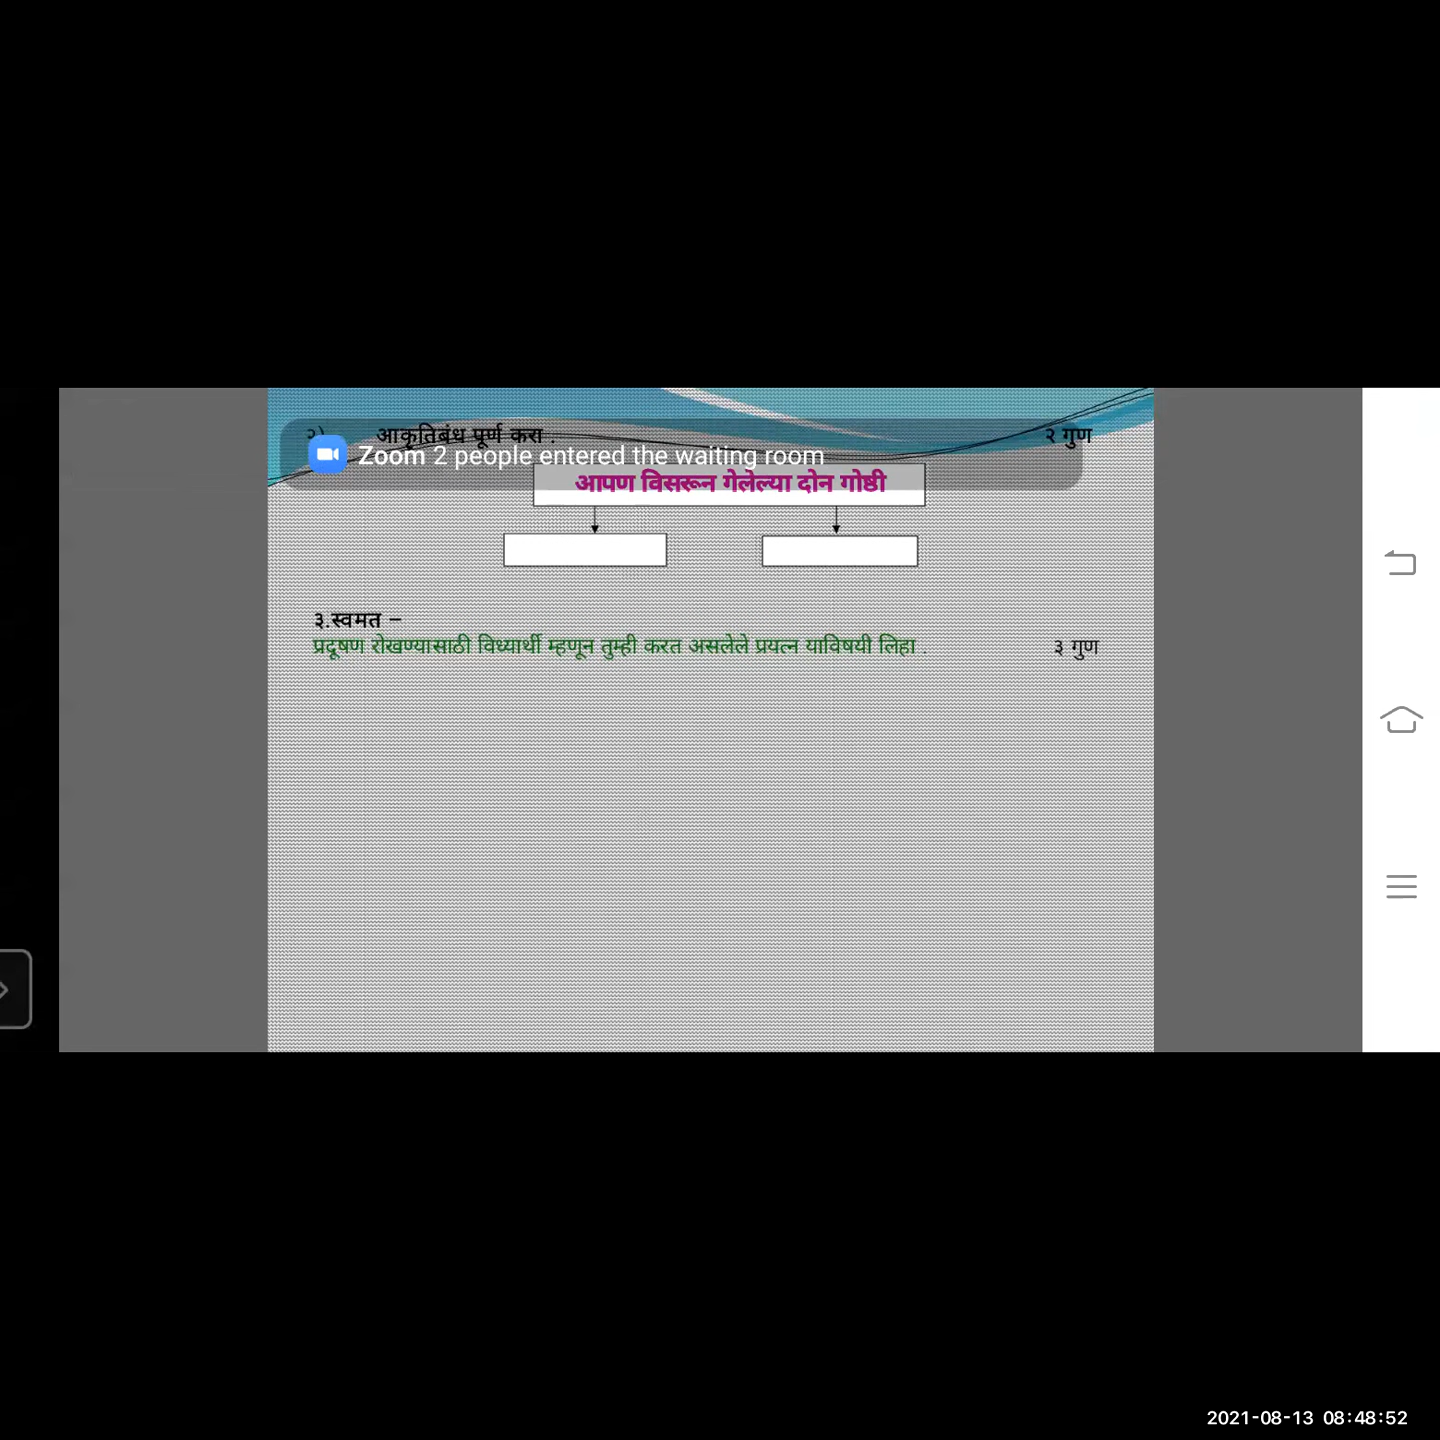 २) आकृतिबंध पूर्ण करा . २ गुण
Zoom 2 people entered the waiting room
आपण विसरून गेलेल्या दोन गोष्टी
३.स्वमत –
प्रदूषण रोखण्यासाठी विध्यार्थी म्हणून तुम्ही करत असलेले प्रयत्न याविषयी लिहा . ३ गुण
2021-08-13 08:48:52